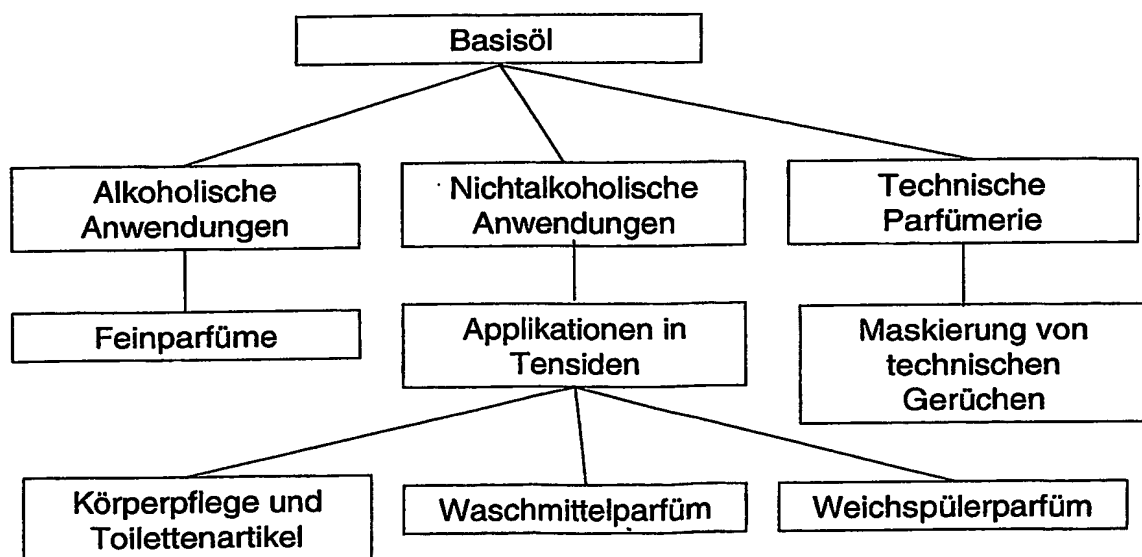 Basisöl
Alkoholische
Anwendungen
Nichtalkoholische
Anwendungen
Technische
Parfümerie
Feinparfüme
Applikationen in
Tensiden
Maskierung von
technischen
Gerüchen
Körperpflege und
Toilettenartikel
Waschmittelparfüm
Weichspülerparfüm